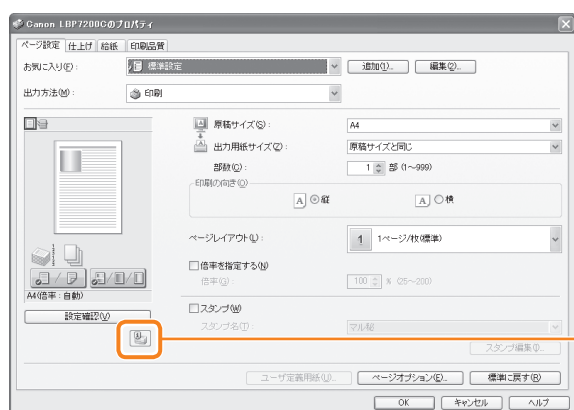 Canon LBP7200Cのプロパティ
ページ設定 仕上げ 給紙 印刷品質
お気に入り(F): 標準設定 追加(1)... 編集(2)...
出力方法(M): 印刷
原稿サイズ(S): A4
出力用紙サイズ(Z): 原稿サイズと同じ
部数(C): 1 部 (1~999)
印刷の向き(O)
A 縦 A 横
ページレイアウト(L): 1 1ページ/枚(標準)
倍率を指定する(N)
倍率(G): 100 % (25~200)
A4(倍率:自動)
設定確認(V)
スタンプ(W)
スタンプ名(T): マル秘
スタンプ編集(I)...
ユーザ定義用紙(U)... ページオプション(E)... 標準に戻す(R)
OK キャンセル ヘルプ